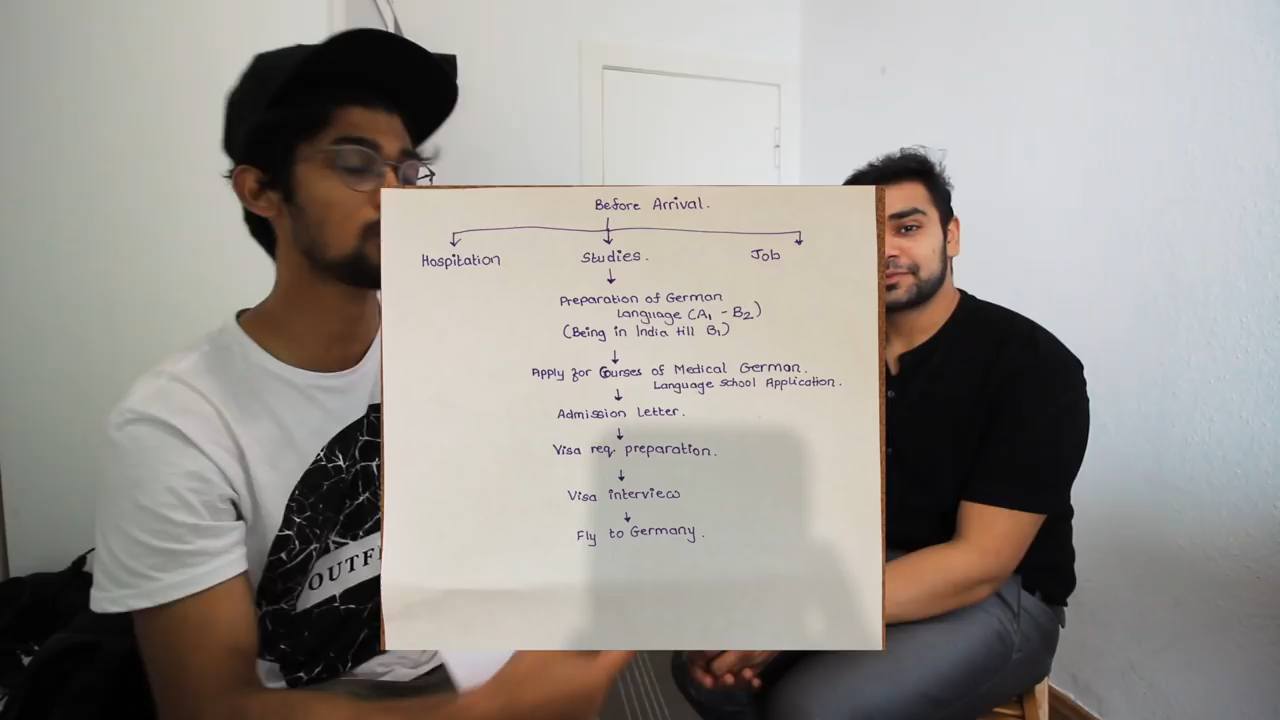 Before Arrival.
Hospitation Studies. Job
Preparation of German
Language (A1 - B2)
(Being in India till B1)
Apply for Courses of Medical German.
Language school Application.
Admission Letter.
Visa req. preparation.
Visa interview
Fly to Germany.
OUTF